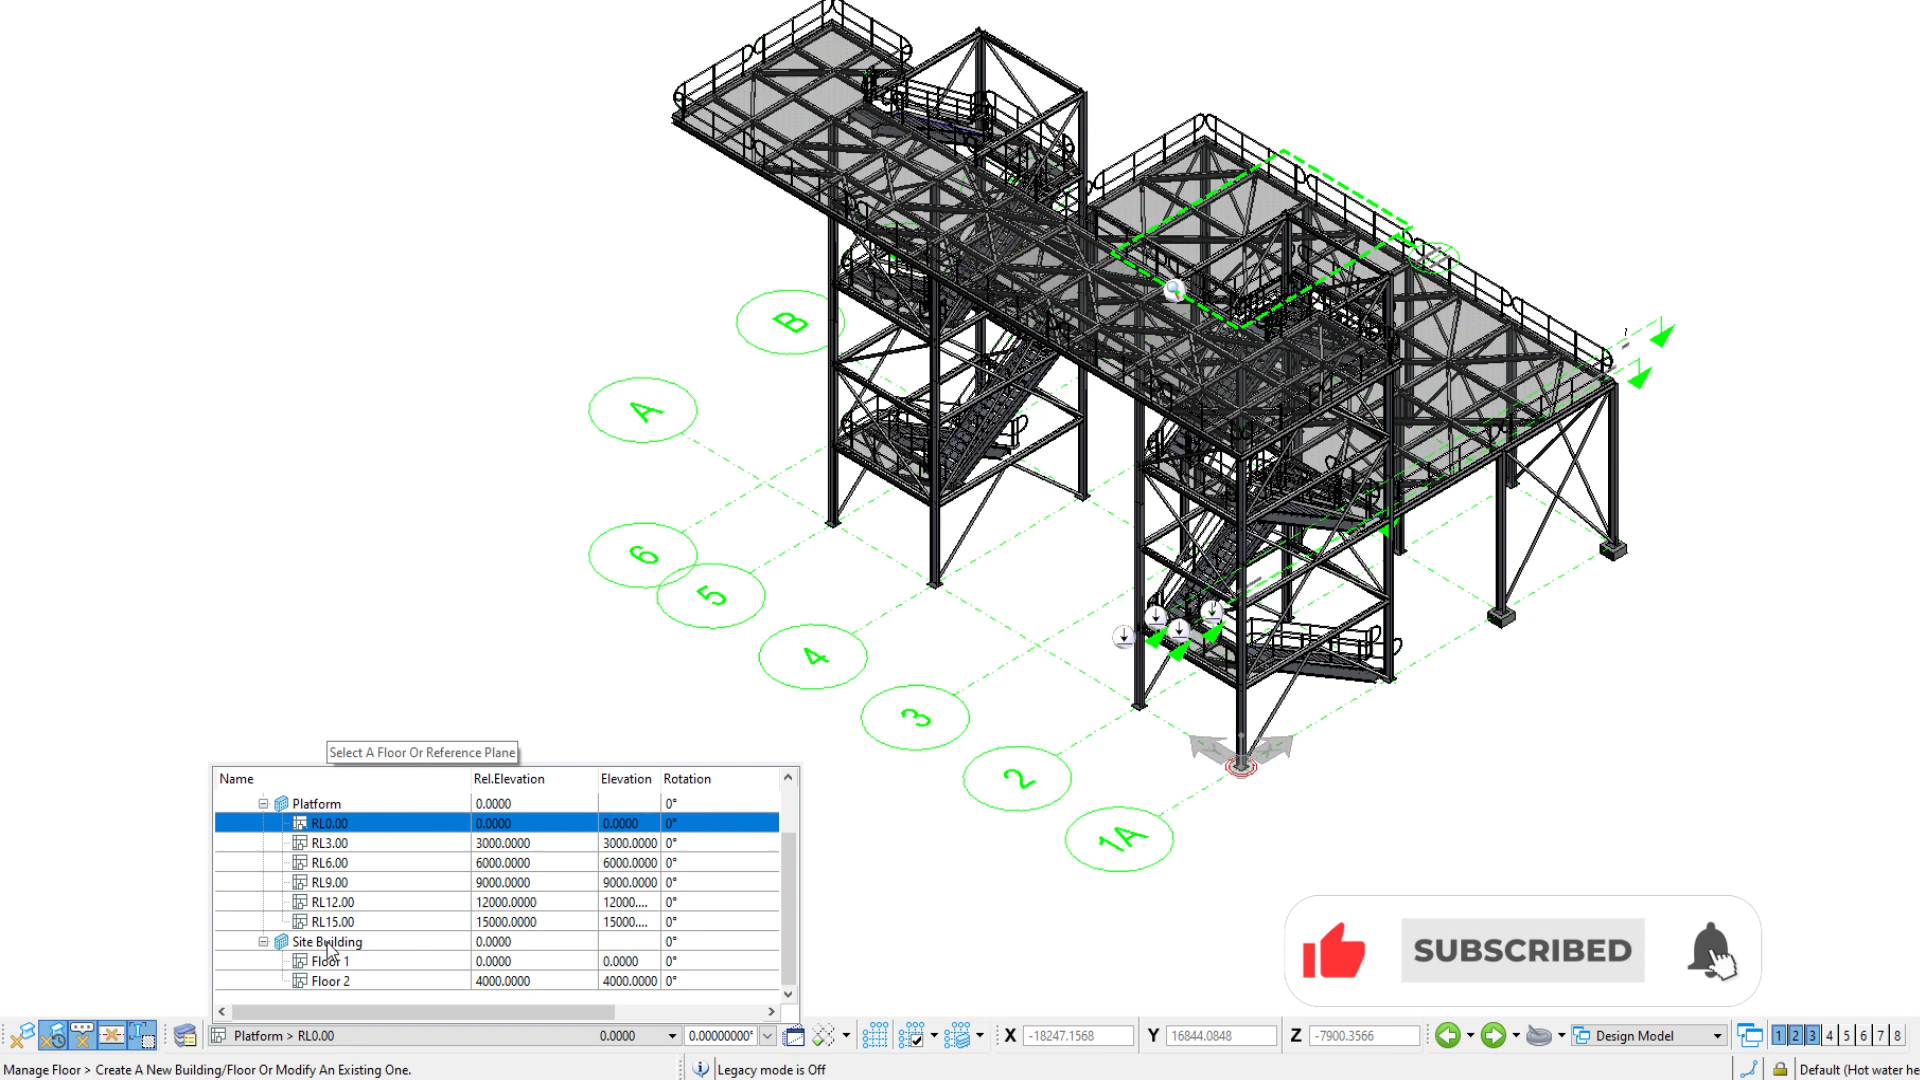 B
A
6
5
4
3
2
1A
Select A Floor Or Reference Plane
Name Rel.Elevation Elevation Rotation
Platform 0.0000 0°
RL0.00 0.0000 0.0000 0°
RL3.00 3000.0000 3000.0000 0°
RL6.00 6000.0000 6000.0000 0°
RL9.00 9000.0000 9000.0000 0°
RL12.00 12000.0000 12000.... 0°
RL15.00 15000.0000 15000.... 0°
Site Building 0.0000 0°
Floor 1 0.0000 0.0000 0°
Floor 2 4000.0000 4000.0000 0°
SUBSCRIBED
Platform > RL0.00 0.0000 0.00000000° X -18247.1568 Y 16844.0848 Z -7900.3566 Design Model 1 2 3 4 5 6 7 8
Manage Floor > Create A New Building/Floor Or Modify An Existing One. Legacy mode is Off Default (Hot water he